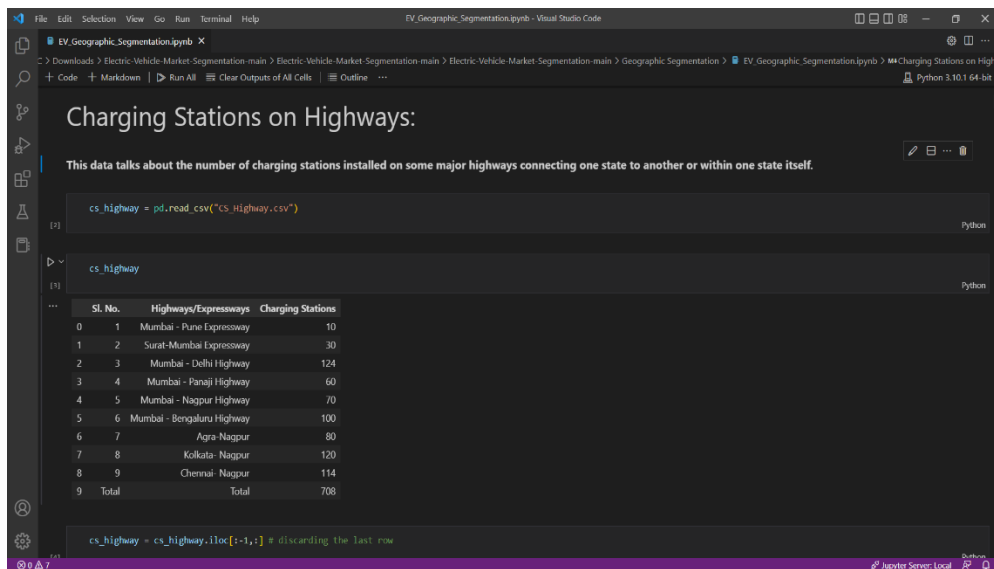 File Edit Selection View Go Run Terminal Help EV_Geographic_Segmentation.ipynb - Visual Studio Code
EV_Geographic_Segmentation.ipynb
> Downloads > Electric-Vehicle-Market-Segmentation-main > Electric-Vehicle-Market-Segmentation-main > Electric-Vehicle-Market-Segmentation-main > Geographic Segmentation > EV_Geographic_Segmentation.ipynb > Charging Stations on High
+ Code + Markdown | Run All Clear Outputs of All Cells | Outline ... Python 3.10.1 64-bit
Charging Stations on Highways:
This data talks about the number of charging stations installed on some major highways connecting one state to another or within one state itself.
cs_highway = pd.read_csv("CS_Highway.csv")
Python
cs_highway
[3] Python
Sl. No. Highways/Expressways Charging Stations
0 1 Mumbai - Pune Expressway 10
1 2 Surat-Mumbai Expressway 30
2 3 Mumbai - Delhi Highway 124
3 4 Mumbai - Panaji Highway 60
4 5 Mumbai - Nagpur Highway 70
5 6 Mumbai - Bengaluru Highway 100
6 7 Agra-Nagpur 80
7 8 Kolkata- Nagpur 120
8 9 Chennai- Nagpur 114
9 Total Total 708
cs_highway = cs_highway.iloc[:-1,:] # discarding the last row
Python
0 7 Jupyter Server: Local